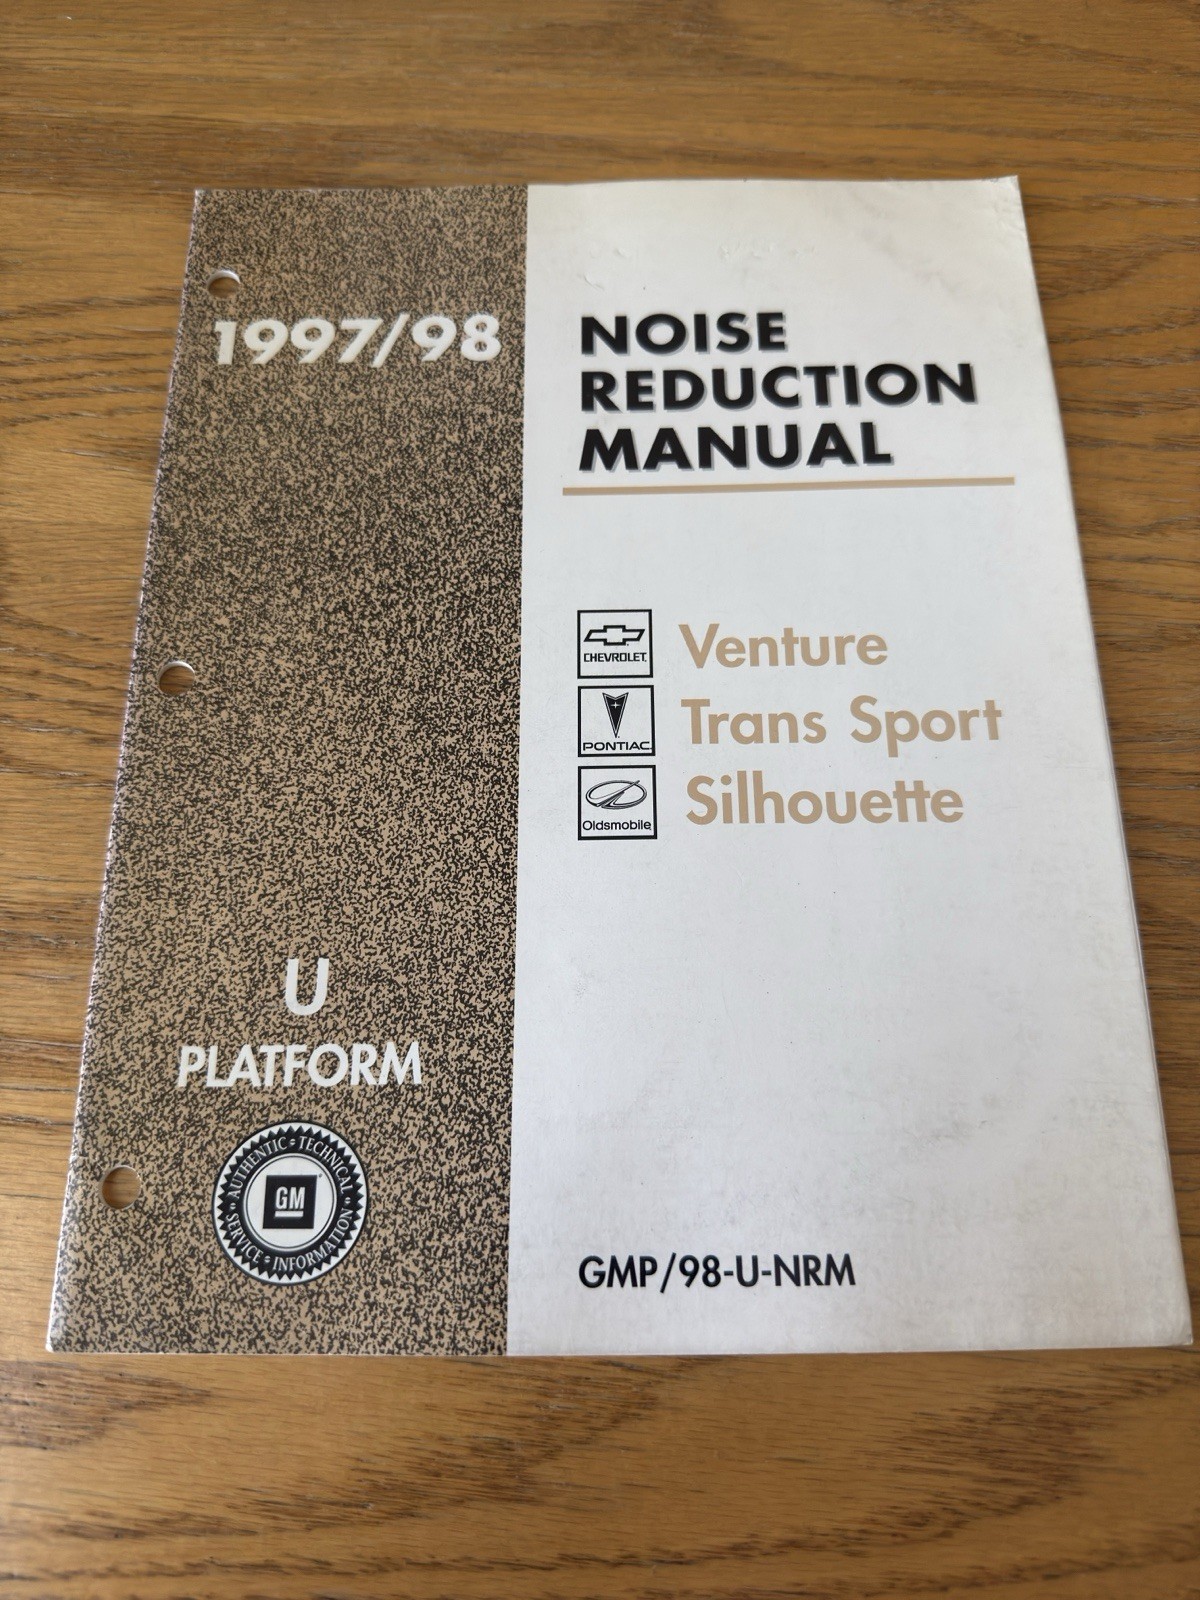 1997/98
NOISE
REDUCTION
MANUAL
CHEVROLET
Venture
PONTIAC
Trans Sport
Oldsmobile
Silhouette
U
PLATFORM
AUTHENTIC • TECHNICAL • SERVICE • INFORMATION
GM
GMP/98-U-NRM